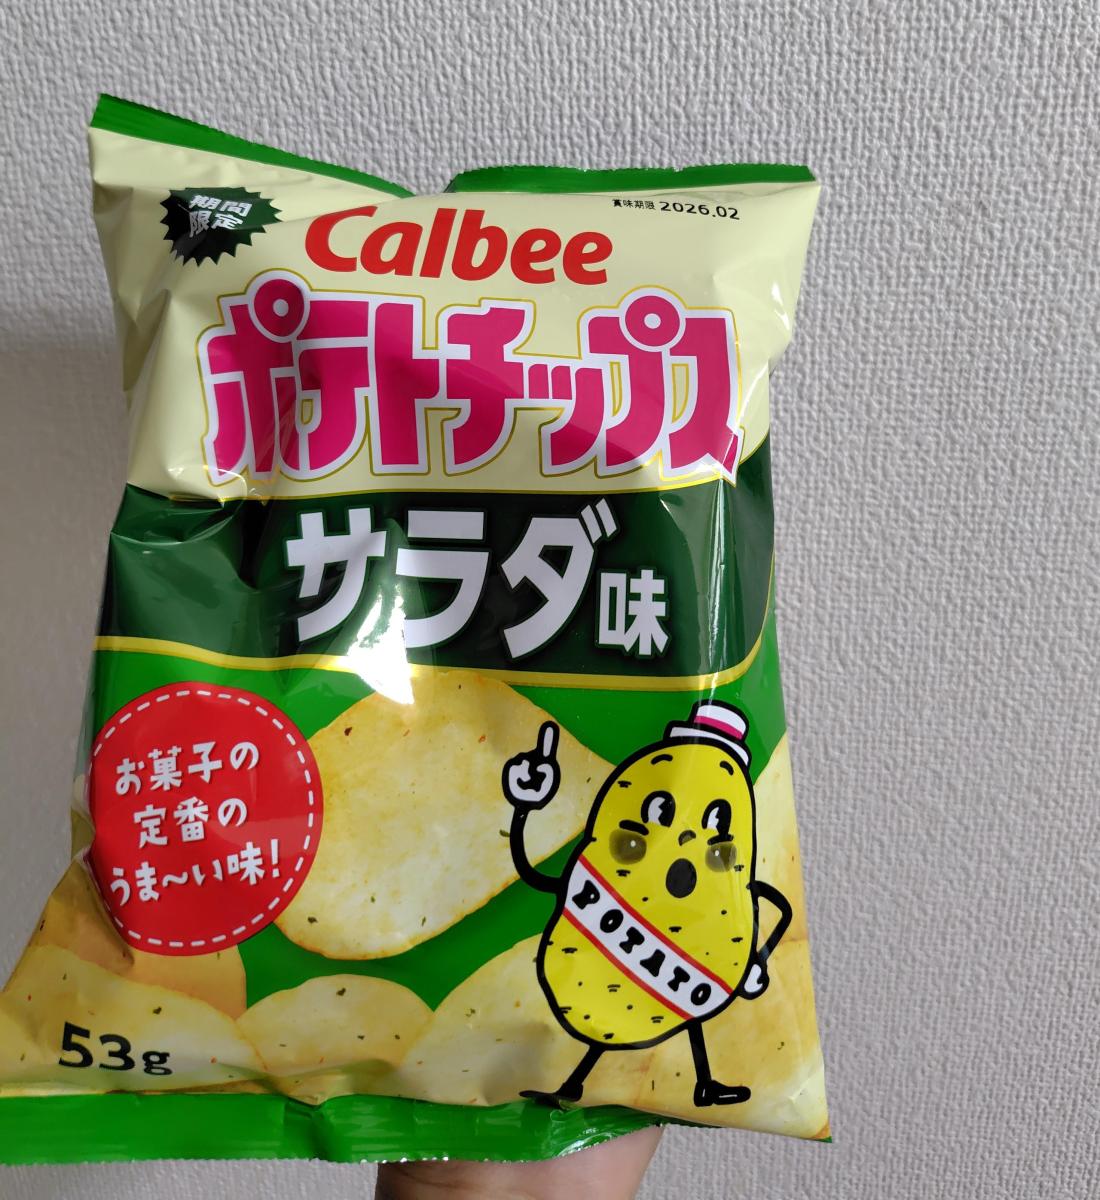 期間
限定
賞味期限 2026.02
Calbee
ポテトチップス
サラダ味
お菓子の
定番の
うま〜い味!
POTATO
53g